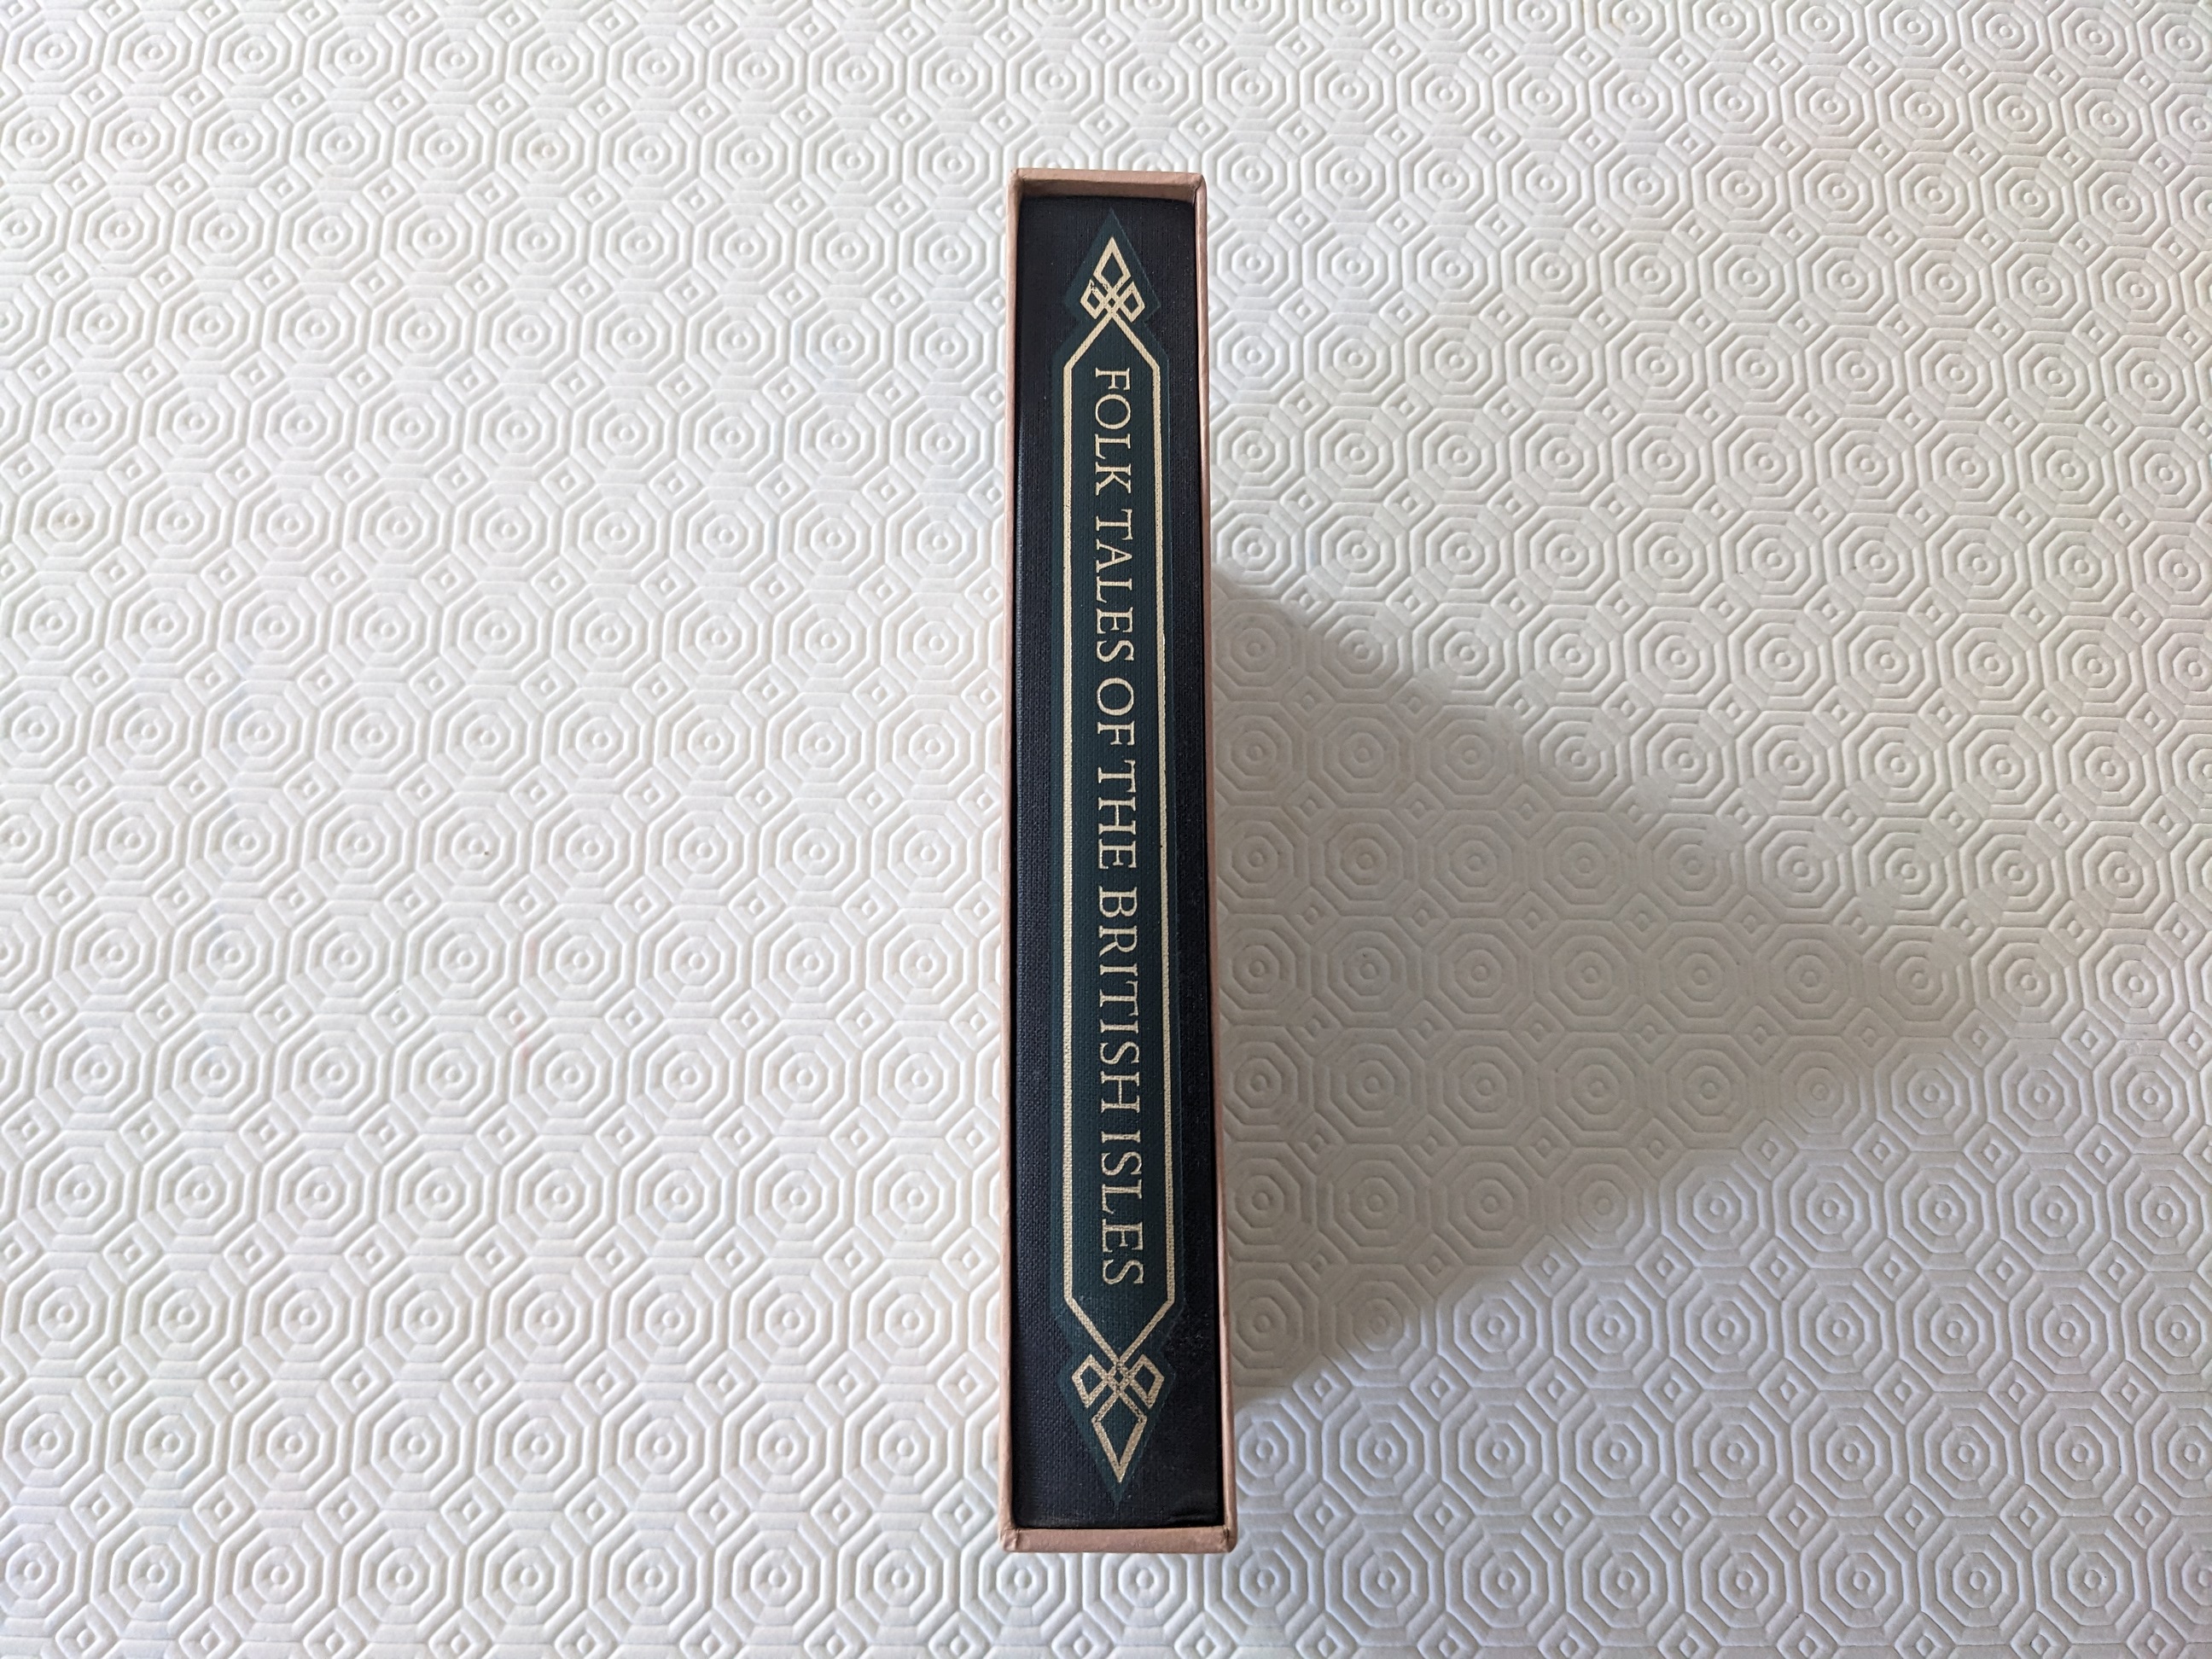 FOLK TALES OF THE BRITISH ISLES